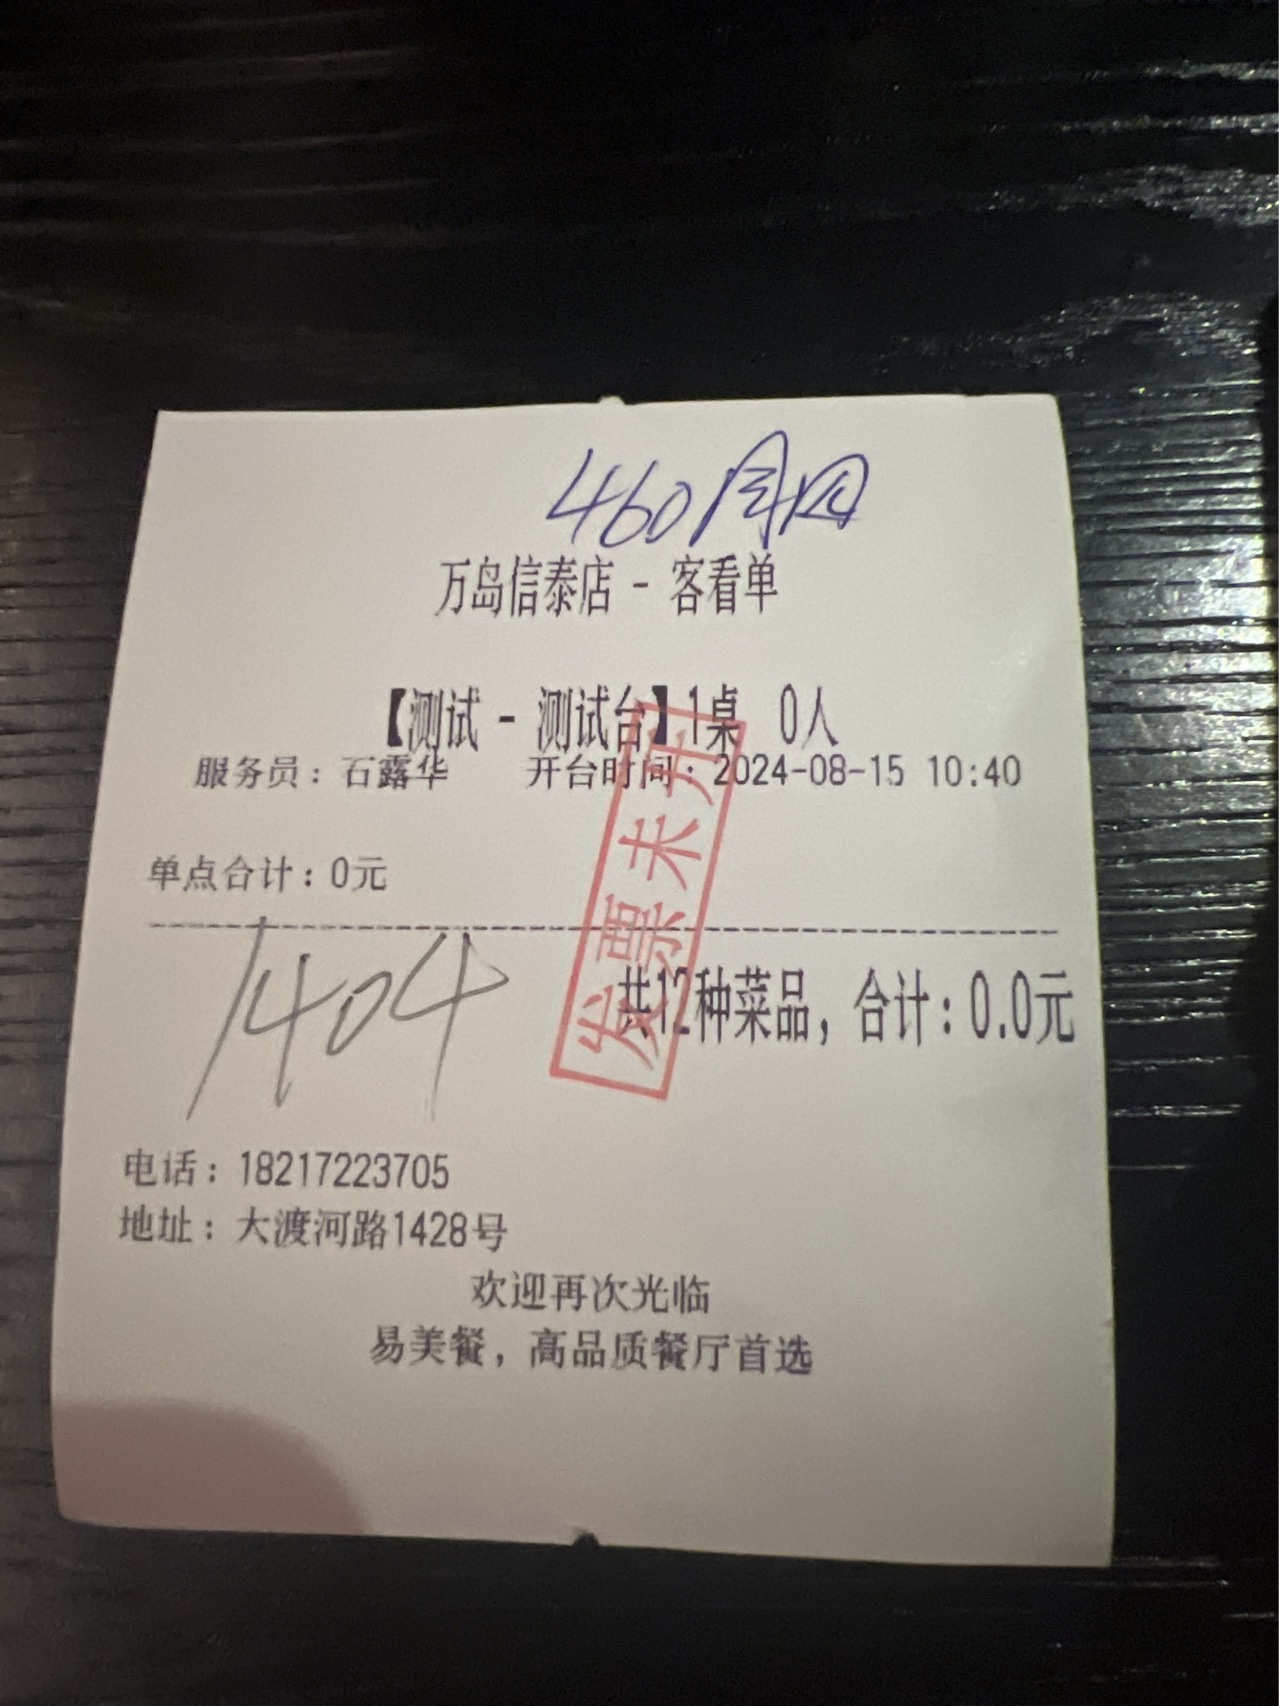 460
万岛信泰店 - 客看单
【测试 - 测试台】1桌 0人
服务员：石露华 开台时间：2024-08-15 10:40
单点合计：0元
发票未开
1404
共12种菜品，合计：0.0元
电话：18217223705
地址：大渡河路1428号
欢迎再次光临
易美餐，高品质餐厅首选